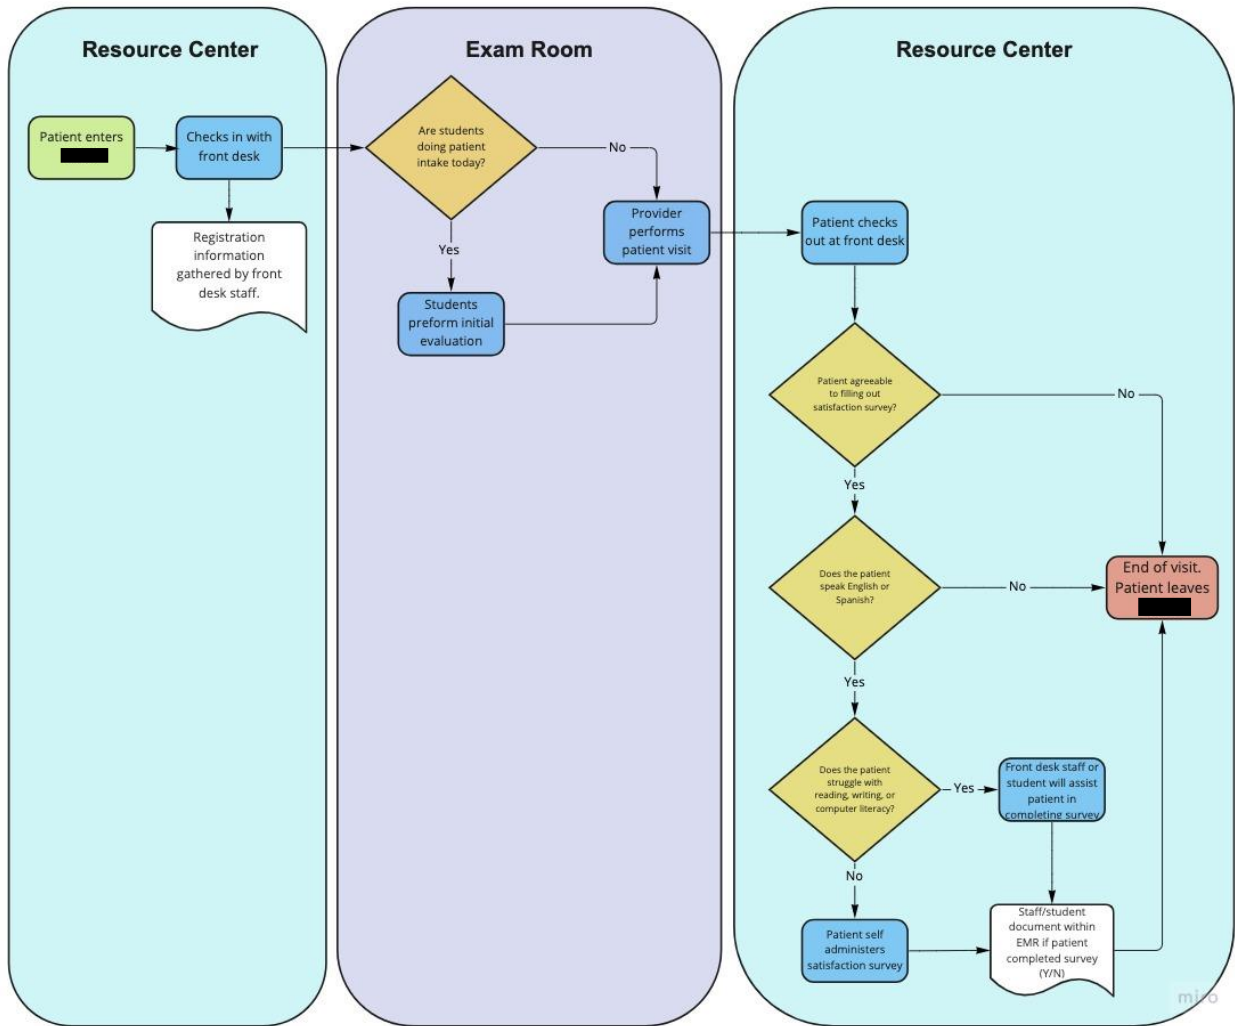 Resource Center
Patient enters
Checks in with
front desk
Registration
information
gathered by front
desk staff.
Exam Room
Are students
doing patient
intake today?
No
Yes
Provider
performs
patient visit
Students
preform initial
evaluation
Resource Center
Patient checks
out at front desk
Patient agreeable
to filling out
satisfaction survey?
No
Yes
Does the patient
speak English or
Spanish?
No
End of visit.
Patient leaves
Yes
Does the patient
struggle with
reading, writing, or
computer literacy?
Yes
Front desk staff or
student will assist
patient in
completing survey
No
Patient self
administers
satisfaction survey
Staff/student
document within
EMR if patient
completed survey
(Y/N)
miro